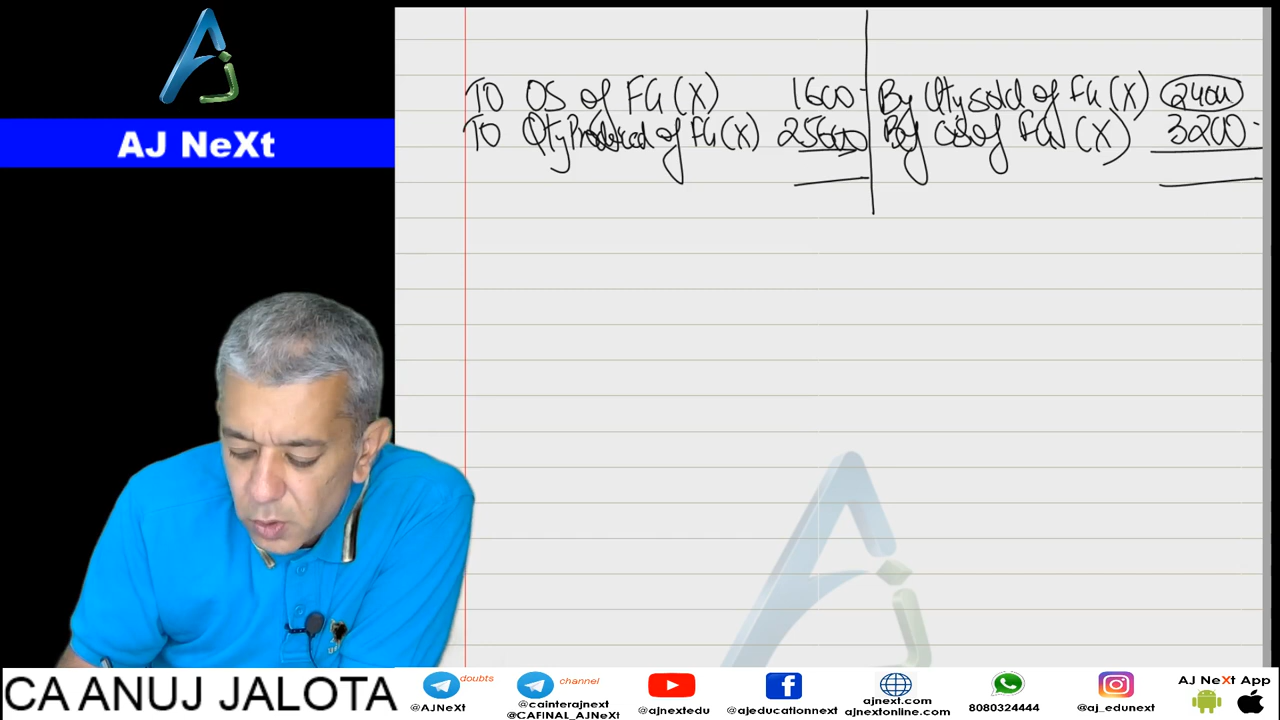 AJ NeXt
To OS of FG (X) 1600 By Qty sold of FG (X) 24000
To Qty Produced of FG (X) 25600 By CS of FG (X) 3200
CA ANUJ JALOTA
doubts
@AJNeXt
channel
@cainterajnext
@CAFINAL_AJNeXt
@ajnextedu
@ajeducationnext
ajnext.com
ajnextonline.com
8080324444
@aj_edunext
AJ NeXt App